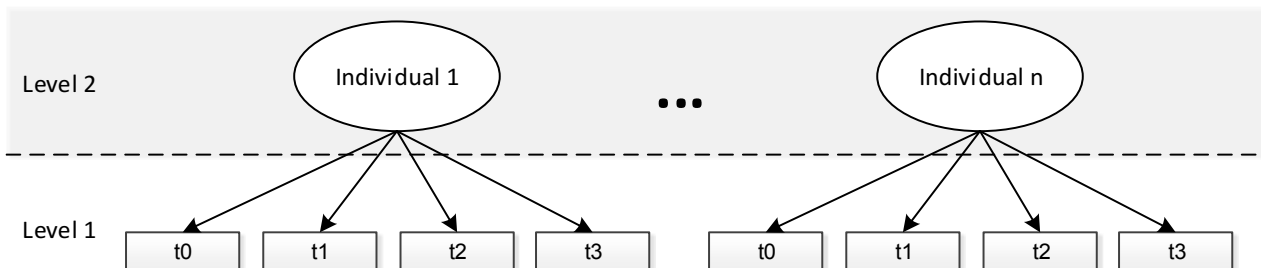 Level 2
Individual 1
...
Individual n
Level 1
t0 t1 t2 t3 t0 t1 t2 t3